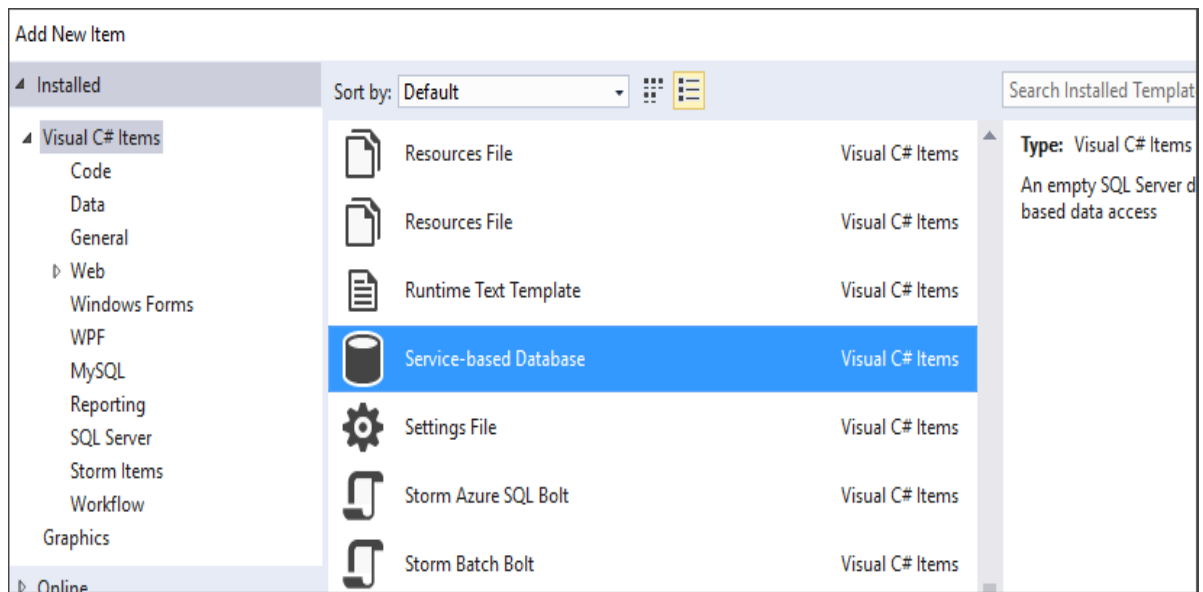 Add New Item
Installed
Sort by: Default
Search Installed Templat
Visual C# Items
Code
Data
General
Web
Windows Forms
WPF
MySQL
Reporting
SQL Server
Storm Items
Workflow
Graphics
Online
Resources File Visual C# Items
Resources File Visual C# Items
Runtime Text Template Visual C# Items
Service-based Database Visual C# Items
Settings File Visual C# Items
Storm Azure SQL Bolt Visual C# Items
Storm Batch Bolt Visual C# Items
Type: Visual C# Items
An empty SQL Server d
based data access